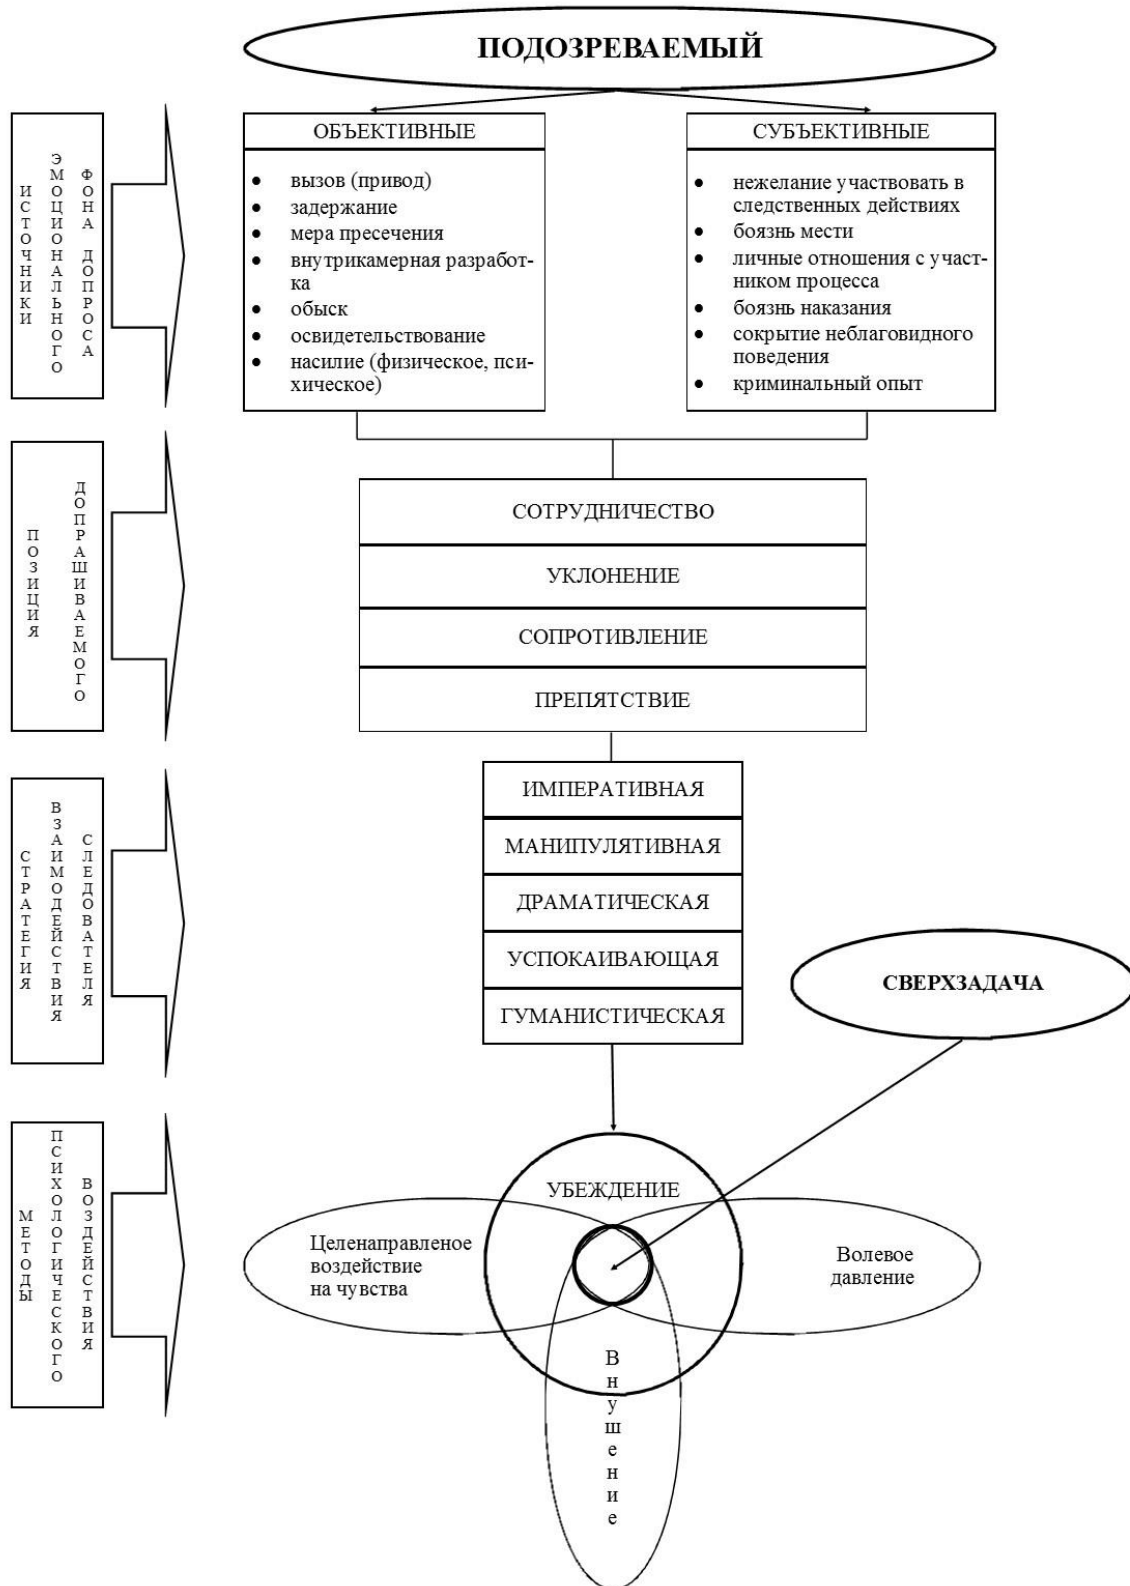 ПОДОЗРЕВАЕМЫЙ
ИСТОЧНИКИ
ЭМОЦИОНАЛЬНОГО
ФОНА ДОПРОСА
ОБЪЕКТИВНЫЕ
• вызов (привод)
• задержание
• мера пресечения
• внутрикамерная разработ-
ка
• обыск
• освидетельствование
• насилие (физическое, пси-
хическое)
СУБЪЕКТИВНЫЕ
• нежелание участвовать в
следственных действиях
• боязнь мести
• личные отношения с участ-
ником процесса
• боязнь наказания
• сокрытие неблаговидного
поведения
• криминальный опыт
ПОЗИЦИЯ
ДОПРАШИВАЕМОГО
СОТРУДНИЧЕСТВО
УКЛОНЕНИЕ
СОПРОТИВЛЕНИЕ
ПРЕПЯТСТВИЕ
СТРАТЕГИЯ
ВЗАИМОДЕЙСТВИЯ
СЛЕДОВАТЕЛЯ
ИМПЕРАТИВНАЯ
МАНИПУЛЯТИВНАЯ
ДРАМАТИЧЕСКАЯ
УСПОКАИВАЮЩАЯ
ГУМАНИСТИЧЕСКАЯ
СВЕРХЗАДАЧА
МЕТОДЫ
ПСИХОЛОГИЧЕСКОГО
ВОЗДЕЙСТВИЯ
УБЕЖДЕНИЕ
Целенаправленое
воздействие
на чувства
Волевое
давление
Внушение